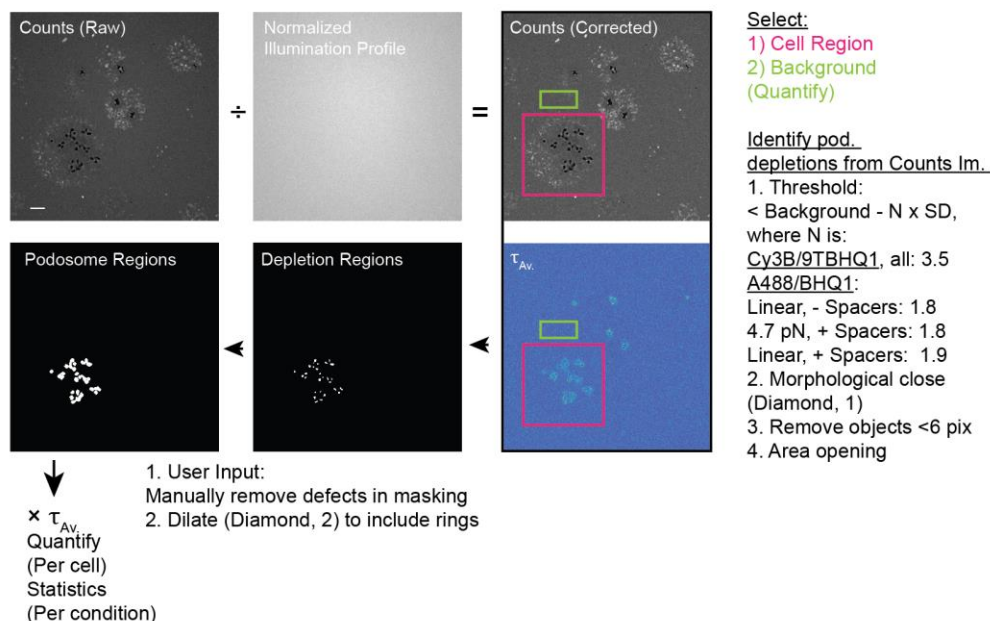 Counts (Raw)
Normalized
Illumination Profile
Counts (Corrected)
÷
=
Select:
1) Cell Region
2) Background
(Quantify)
Identify pod.
depletions from Counts Im.
1. Threshold:
< Background - N x SD,
where N is:
Cy3B/9TBHQ1, all: 3.5
A488/BHQ1:
Linear, - Spacers: 1.8
4.7 pN, + Spacers: 1.8
Linear, + Spacers:  1.9
2. Morphological close
(Diamond, 1)
3. Remove objects <6 pix
4. Area opening
Podosome Regions
Depletion Regions
τAv.
1. User Input:
Manually remove defects in masking
2. Dilate (Diamond, 2) to include rings
× τAv.
Quantify
(Per cell)
Statistics
(Per condition)